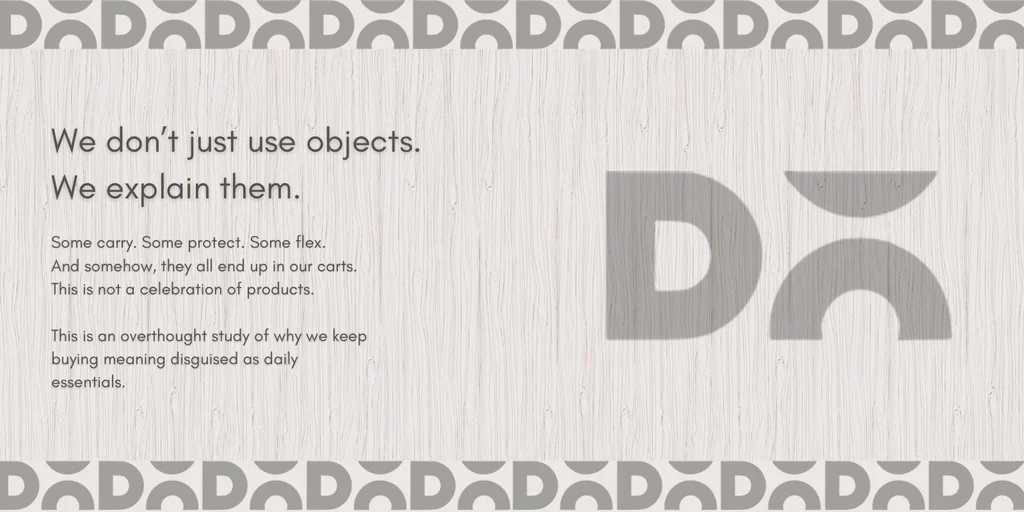 We don't just use objects.
We explain them.
Some carry. Some protect. Some flex.
And somehow, they all end up in our carts.
This is not a celebration of products.
This is an overthought study of why we keep
buying meaning disguised as daily
essentials.